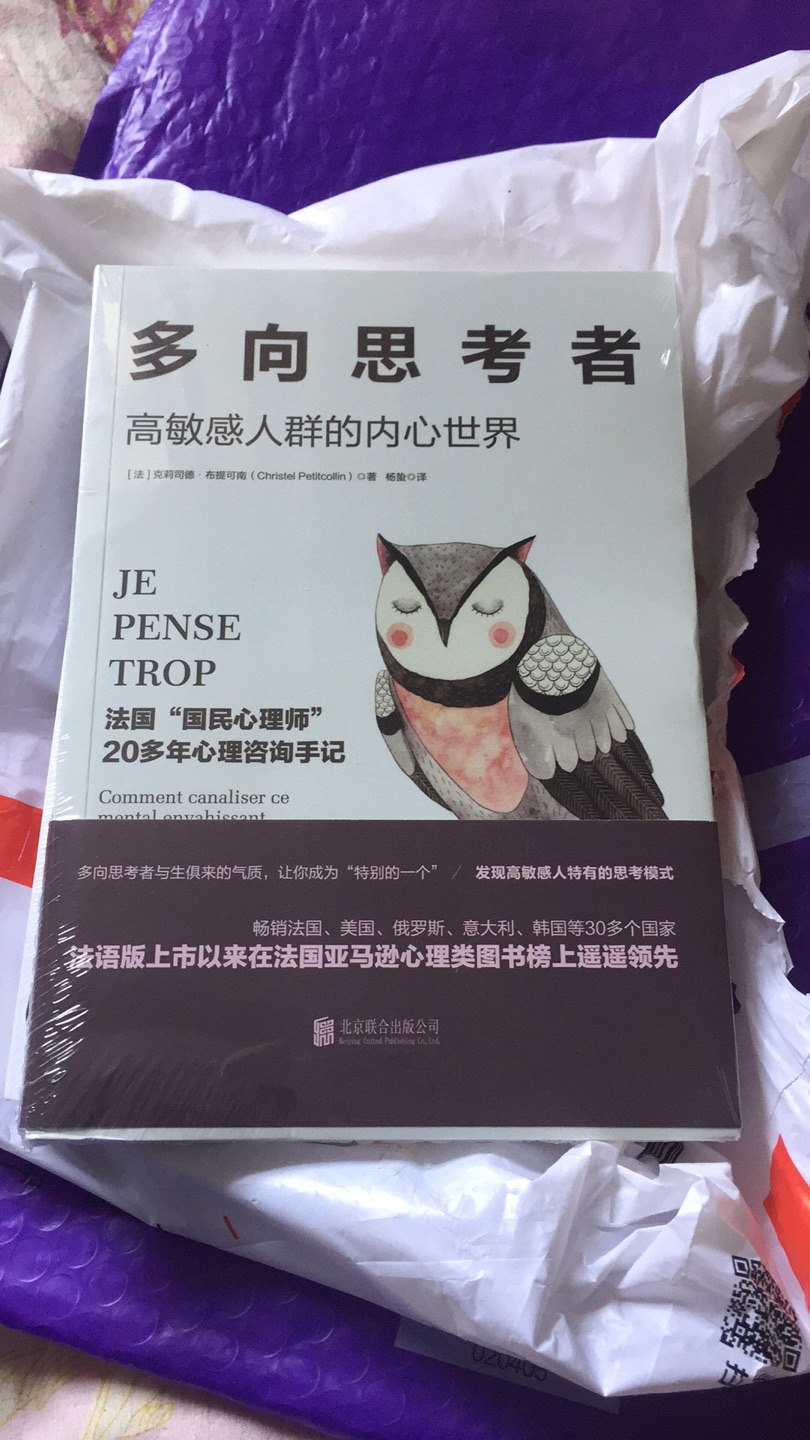 多向思考者
高敏感人群的内心世界
[法]克莉司德·布提可南(Christel Petitcollin)◎著 杨蛰◎译
JE
PENSE
TROP
法国“国民心理师”
20多年心理咨询手记
Comment canaliser ce
mental envahissant
多向思考者与生俱来的气质，让你成为“特别的一个” / 发现高敏感人特有的思考模式
畅销法国、美国、俄罗斯、意大利、韩国等30多个国家
法语版上市以来在法国亚马逊心理类图书榜上遥遥领先
北京联合出版公司
Beijing United Publishing Co.,Ltd.
020405